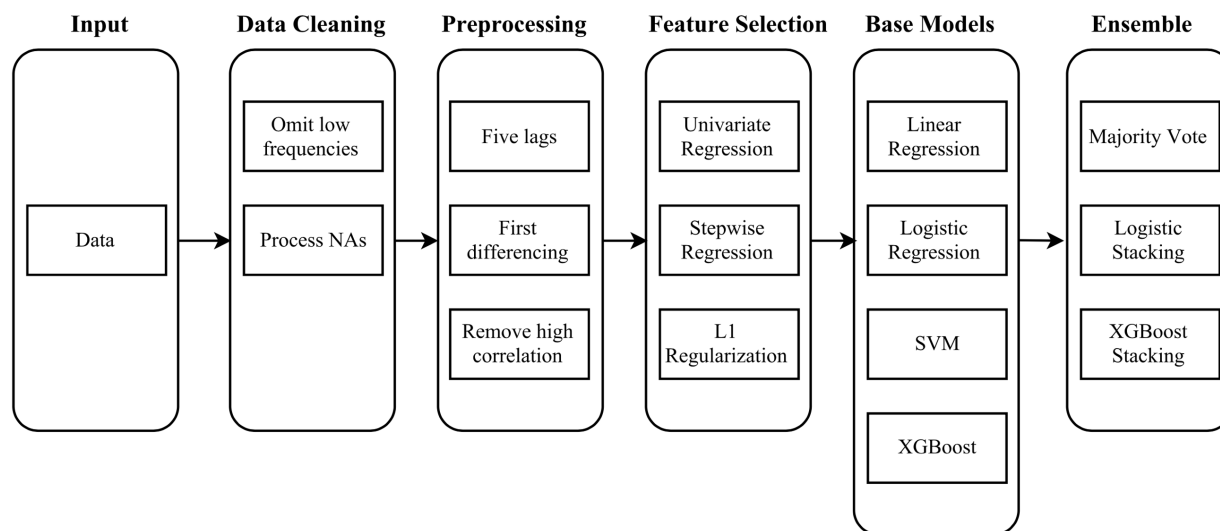 Input
Data
Data Cleaning
Omit low
frequencies
Process NAs
Preprocessing
Five lags
First
differencing
Remove high
correlation
Feature Selection
Univariate
Regression
Stepwise
Regression
L1
Regularization
Base Models
Linear
Regression
Logistic
Regression
SVM
XGBoost
Ensemble
Majority Vote
Logistic
Stacking
XGBoost
Stacking